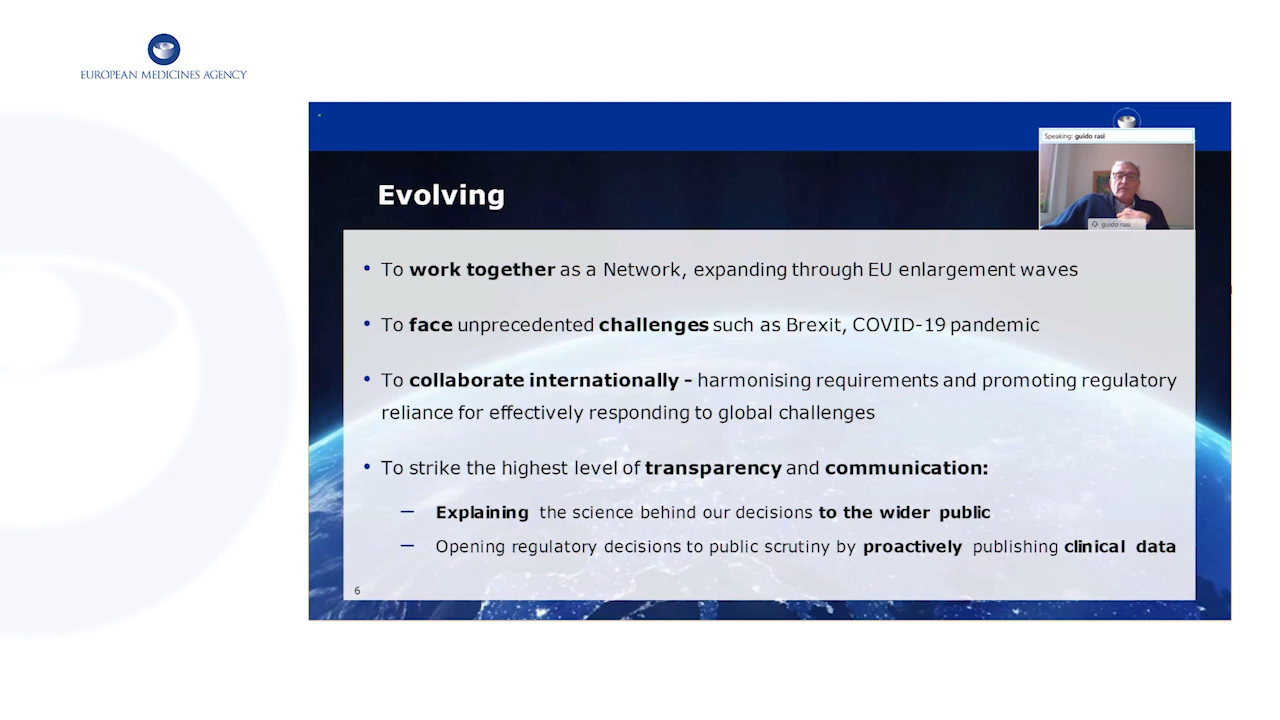 EUROPEAN MEDICINES AGENCY
Speaking: guido rasi
guido rasi
Evolving
• To work together as a Network, expanding through EU enlargement waves
• To face unprecedented challenges such as Brexit, COVID-19 pandemic
• To collaborate internationally - harmonising requirements and promoting regulatory
reliance for effectively responding to global challenges
• To strike the highest level of transparency and communication:
– Explaining the science behind our decisions to the wider public
– Opening regulatory decisions to public scrutiny by proactively publishing clinical data
6